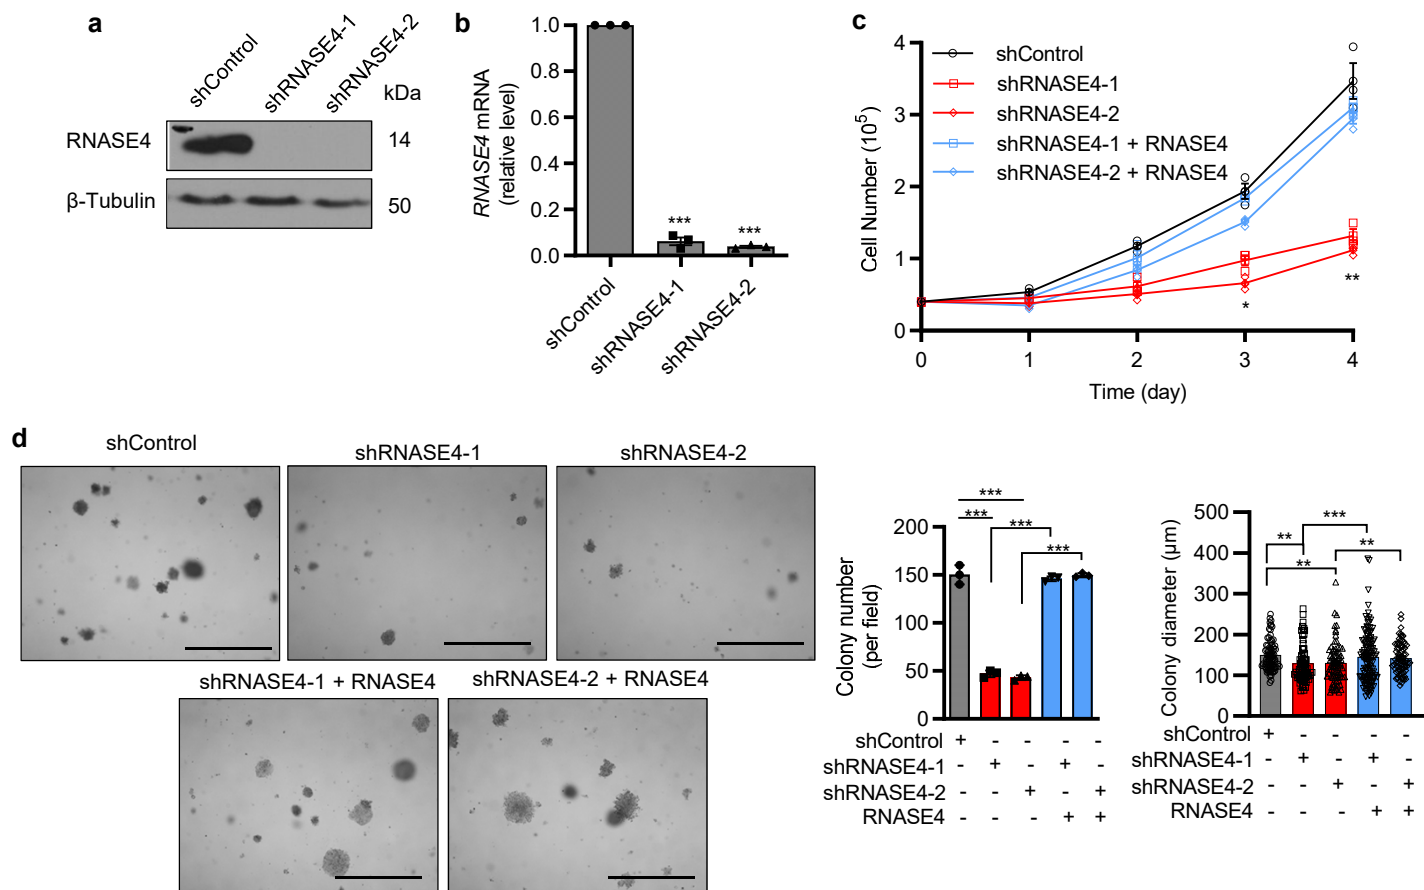 a
shControl
shRNASE4-1
shRNASE4-2
kDa
RNASE4
14
β-Tubulin
50
b
RNASE4 mRNA
(relative level)
1.0
0.8
0.6
0.4
0.2
0.0
***
***
shControl
shRNASE4-1
shRNASE4-2
c
Cell Number (10⁵)
4
3
2
1
0
shControl
shRNASE4-1
shRNASE4-2
shRNASE4-1 + RNASE4
shRNASE4-2 + RNASE4
*
**
0 1 2 3 4
Time (day)
d
shControl
shRNASE4-1
shRNASE4-2
shRNASE4-1 + RNASE4
shRNASE4-2 + RNASE4
Colony number
(per field)
200
150
100
50
0
***
***
***
***
shControl + - - - -
shRNASE4-1 - + - + -
shRNASE4-2 - - + - +
RNASE4 - - - + +
Colony diameter (µm)
500
400
300
200
100
0
***
**
**
**
shControl + - - - -
shRNASE4-1 - + - + -
shRNASE4-2 - - + - +
RNASE4 - - - + +